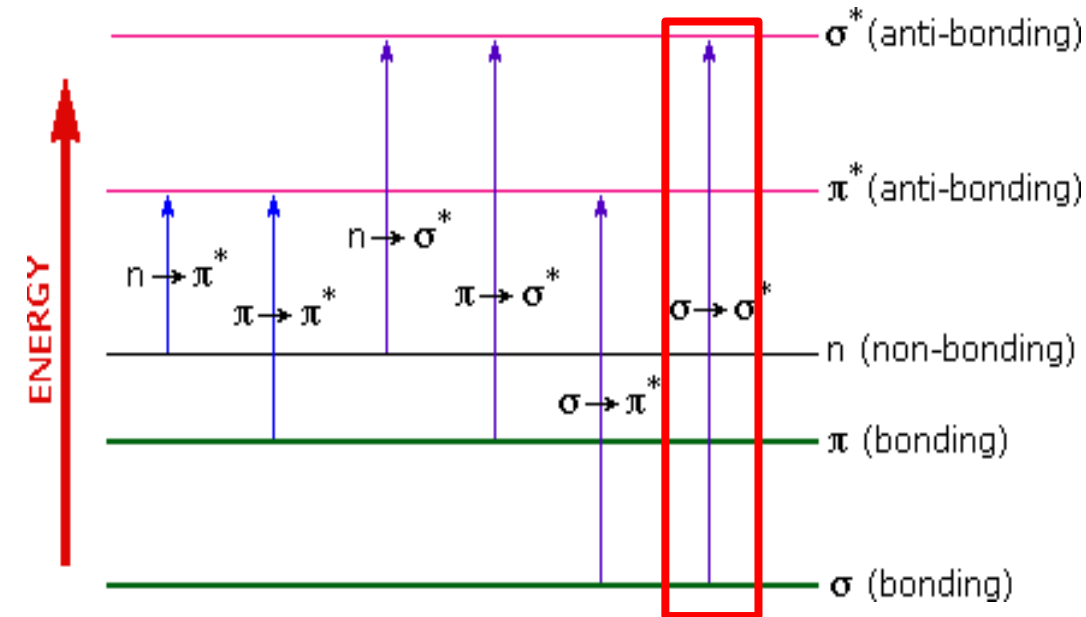 σ* (anti-bonding)
π* (anti-bonding)
n → σ*
n → π*
π → σ*
σ → σ*
π → π*
n (non-bonding)
ENERGY
σ → π*
π (bonding)
σ (bonding)